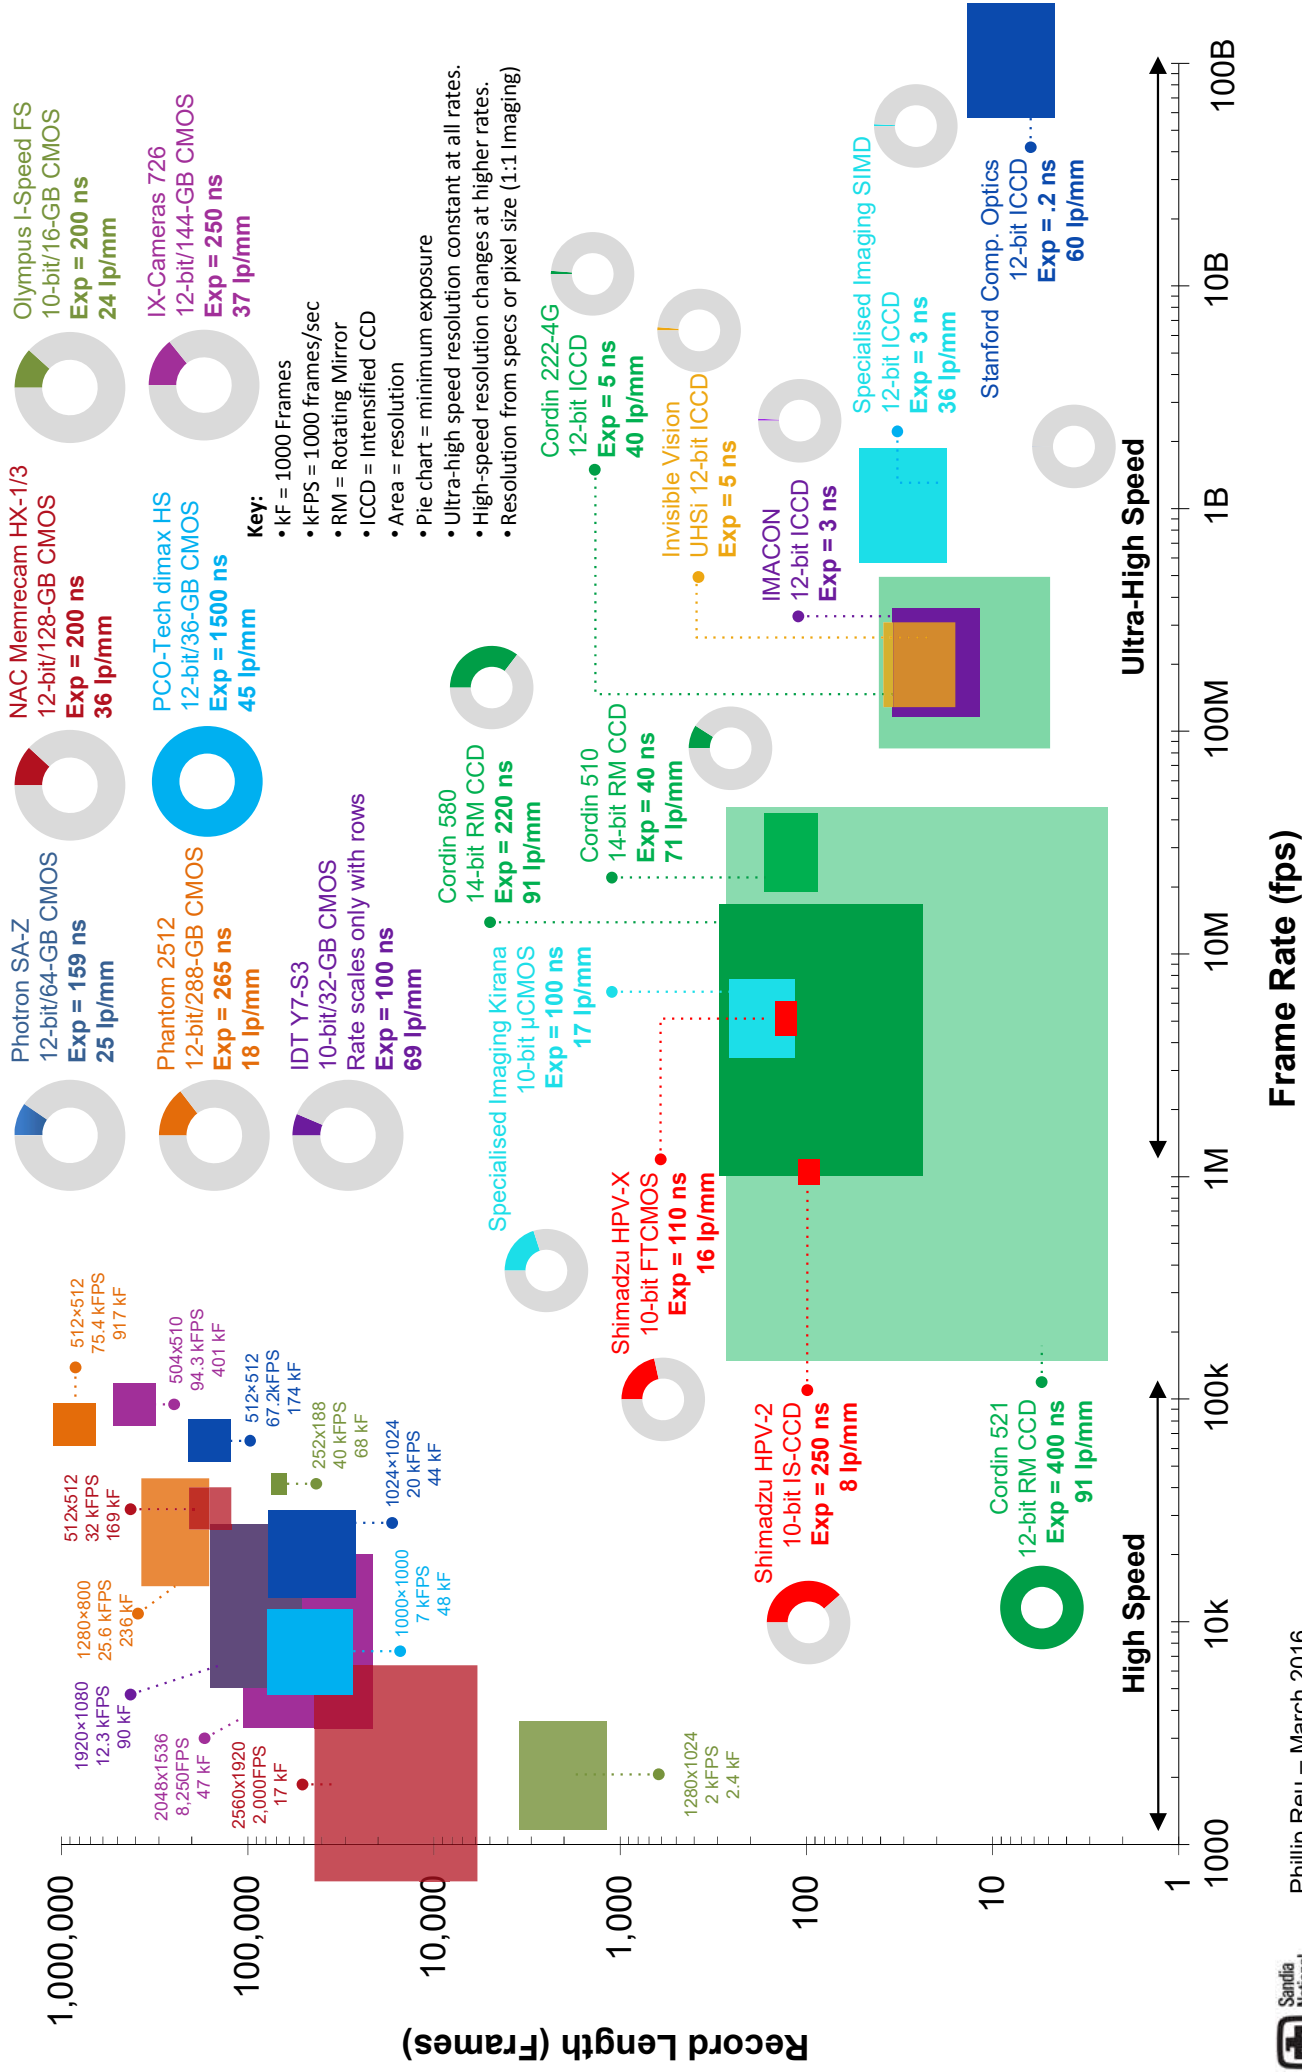 Photron SA-Z
12-bit/64-GB CMOS
Exp = 159 ns
25 lp/mm
NAC Memrecam HX-1/3
12-bit/128-GB CMOS
Exp = 200 ns
36 lp/mm
Olympus I-Speed FS
10-bit/16-GB CMOS
Exp = 200 ns
24 lp/mm
Phantom 2512
12-bit/288-GB CMOS
Exp = 265 ns
18 lp/mm
PCO-Tech dimax HS
12-bit/36-GB CMOS
Exp = 1500 ns
45 lp/mm
IX-Cameras 726
12-bit/144-GB CMOS
Exp = 250 ns
37 lp/mm
IDT Y7-S3
10-bit/32-GB CMOS
Rate scales only with rows
Exp = 100 ns
69 lp/mm
Key:
• kF = 1000 Frames
• kFPS = 1000 frames/sec
• RM = Rotating Mirror
• ICCD = Intensified CCD
• Area = resolution
• Pie chart = minimum exposure
• Ultra-high speed resolution constant at all rates.
• High-speed resolution changes at higher rates.
• Resolution from specs or pixel size (1:1 Imaging)
512×512
75.4 kFPS
917 kF
504x510
94.3 kFPS
401 kF
512×512
67.2kFPS
174 kF
252x188
40 kFPS
68 kF
1024×1024
20 kFPS
44 kF
1000×1000
7 kFPS
48 kF
512x512
32 kFPS
169 kF
1280×800
25.6 kFPS
236 kF
1920×1080
12.3 kFPS
90 kF
2048x1536
8,250FPS
47 kF
2560x1920
2,000FPS
17 kF
1280x1024
2 kFPS
2.4 kF
Cordin 580
14-bit RM CCD
Exp = 220 ns
91 lp/mm
Cordin 510
14-bit RM CCD
Exp = 40 ns
71 lp/mm
Cordin 222-4G
12-bit ICCD
Exp = 5 ns
40 lp/mm
Invisible Vision
UHSi 12-bit ICCD
Exp = 5 ns
IMACON
12-bit ICCD
Exp = 3 ns
Specialised Imaging SIMD
12-bit ICCD
Exp = 3 ns
36 lp/mm
Stanford Comp. Optics
12-bit ICCD
Exp = .2 ns
60 lp/mm
Specialised Imaging Kirana
10-bit µCMOS
Exp = 100 ns
17 lp/mm
Shimadzu HPV-X
10-bit FTCMOS
Exp = 110 ns
16 lp/mm
Shimadzu HPV-2
10-bit IS-CCD
Exp = 250 ns
8 lp/mm
Cordin 521
12-bit RM CCD
Exp = 400 ns
91 lp/mm
High Speed
Ultra-High Speed
Record Length (Frames)
1,000,000
100,000
10,000
1,000
100
10
1
1000
10k
100k
1M
10M
100M
1B
10B
100B
Frame Rate (fps)
Sandia
National
Phillip Reu – March 2016